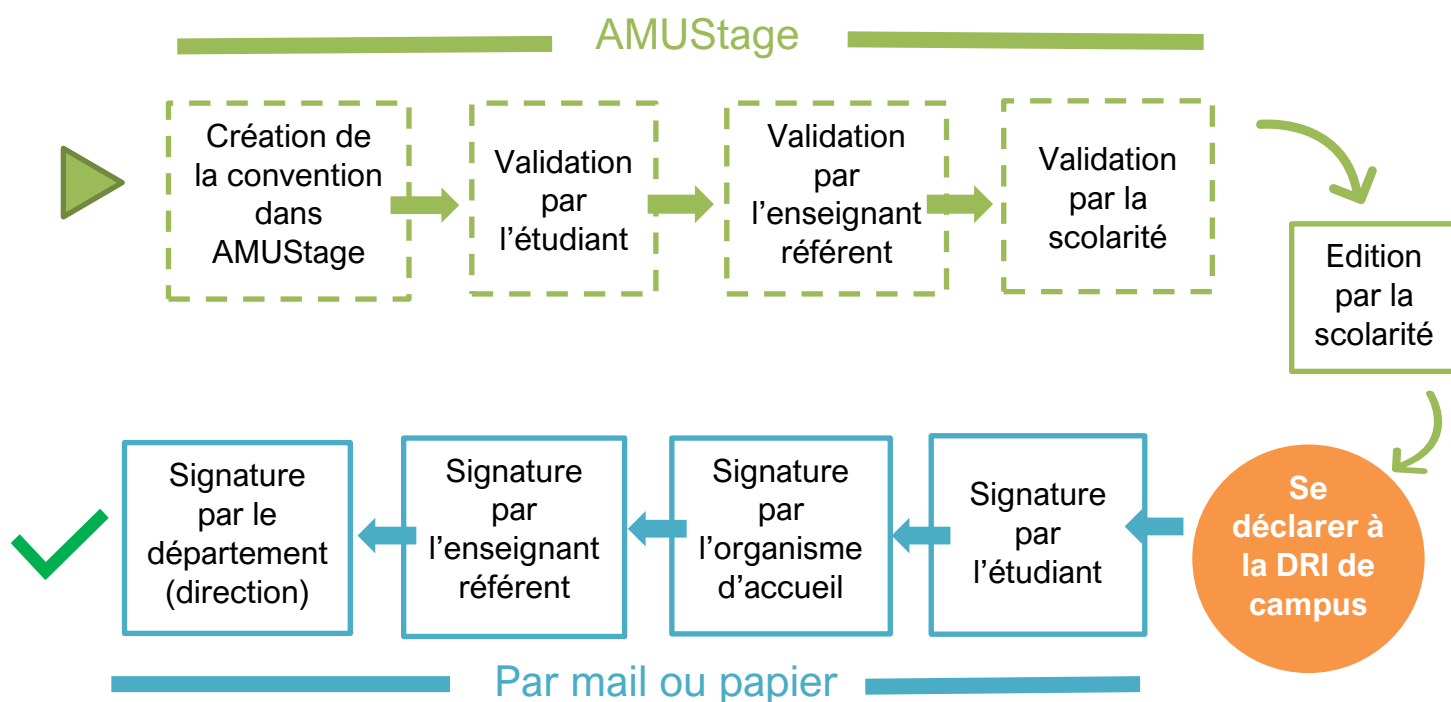 AMUStage
Création de
la convention
dans
AMUStage
Validation
par
l’étudiant
Validation
par
l’enseignant
référent
Validation
par la
scolarité
Edition
par la
scolarité
Se
déclarer à
la DRI de
campus
Signature
par
l’étudiant
Signature
par
l’organisme
d’accueil
Signature
par
l’enseignant
référent
Signature
par le
département
(direction)
Par mail ou papier